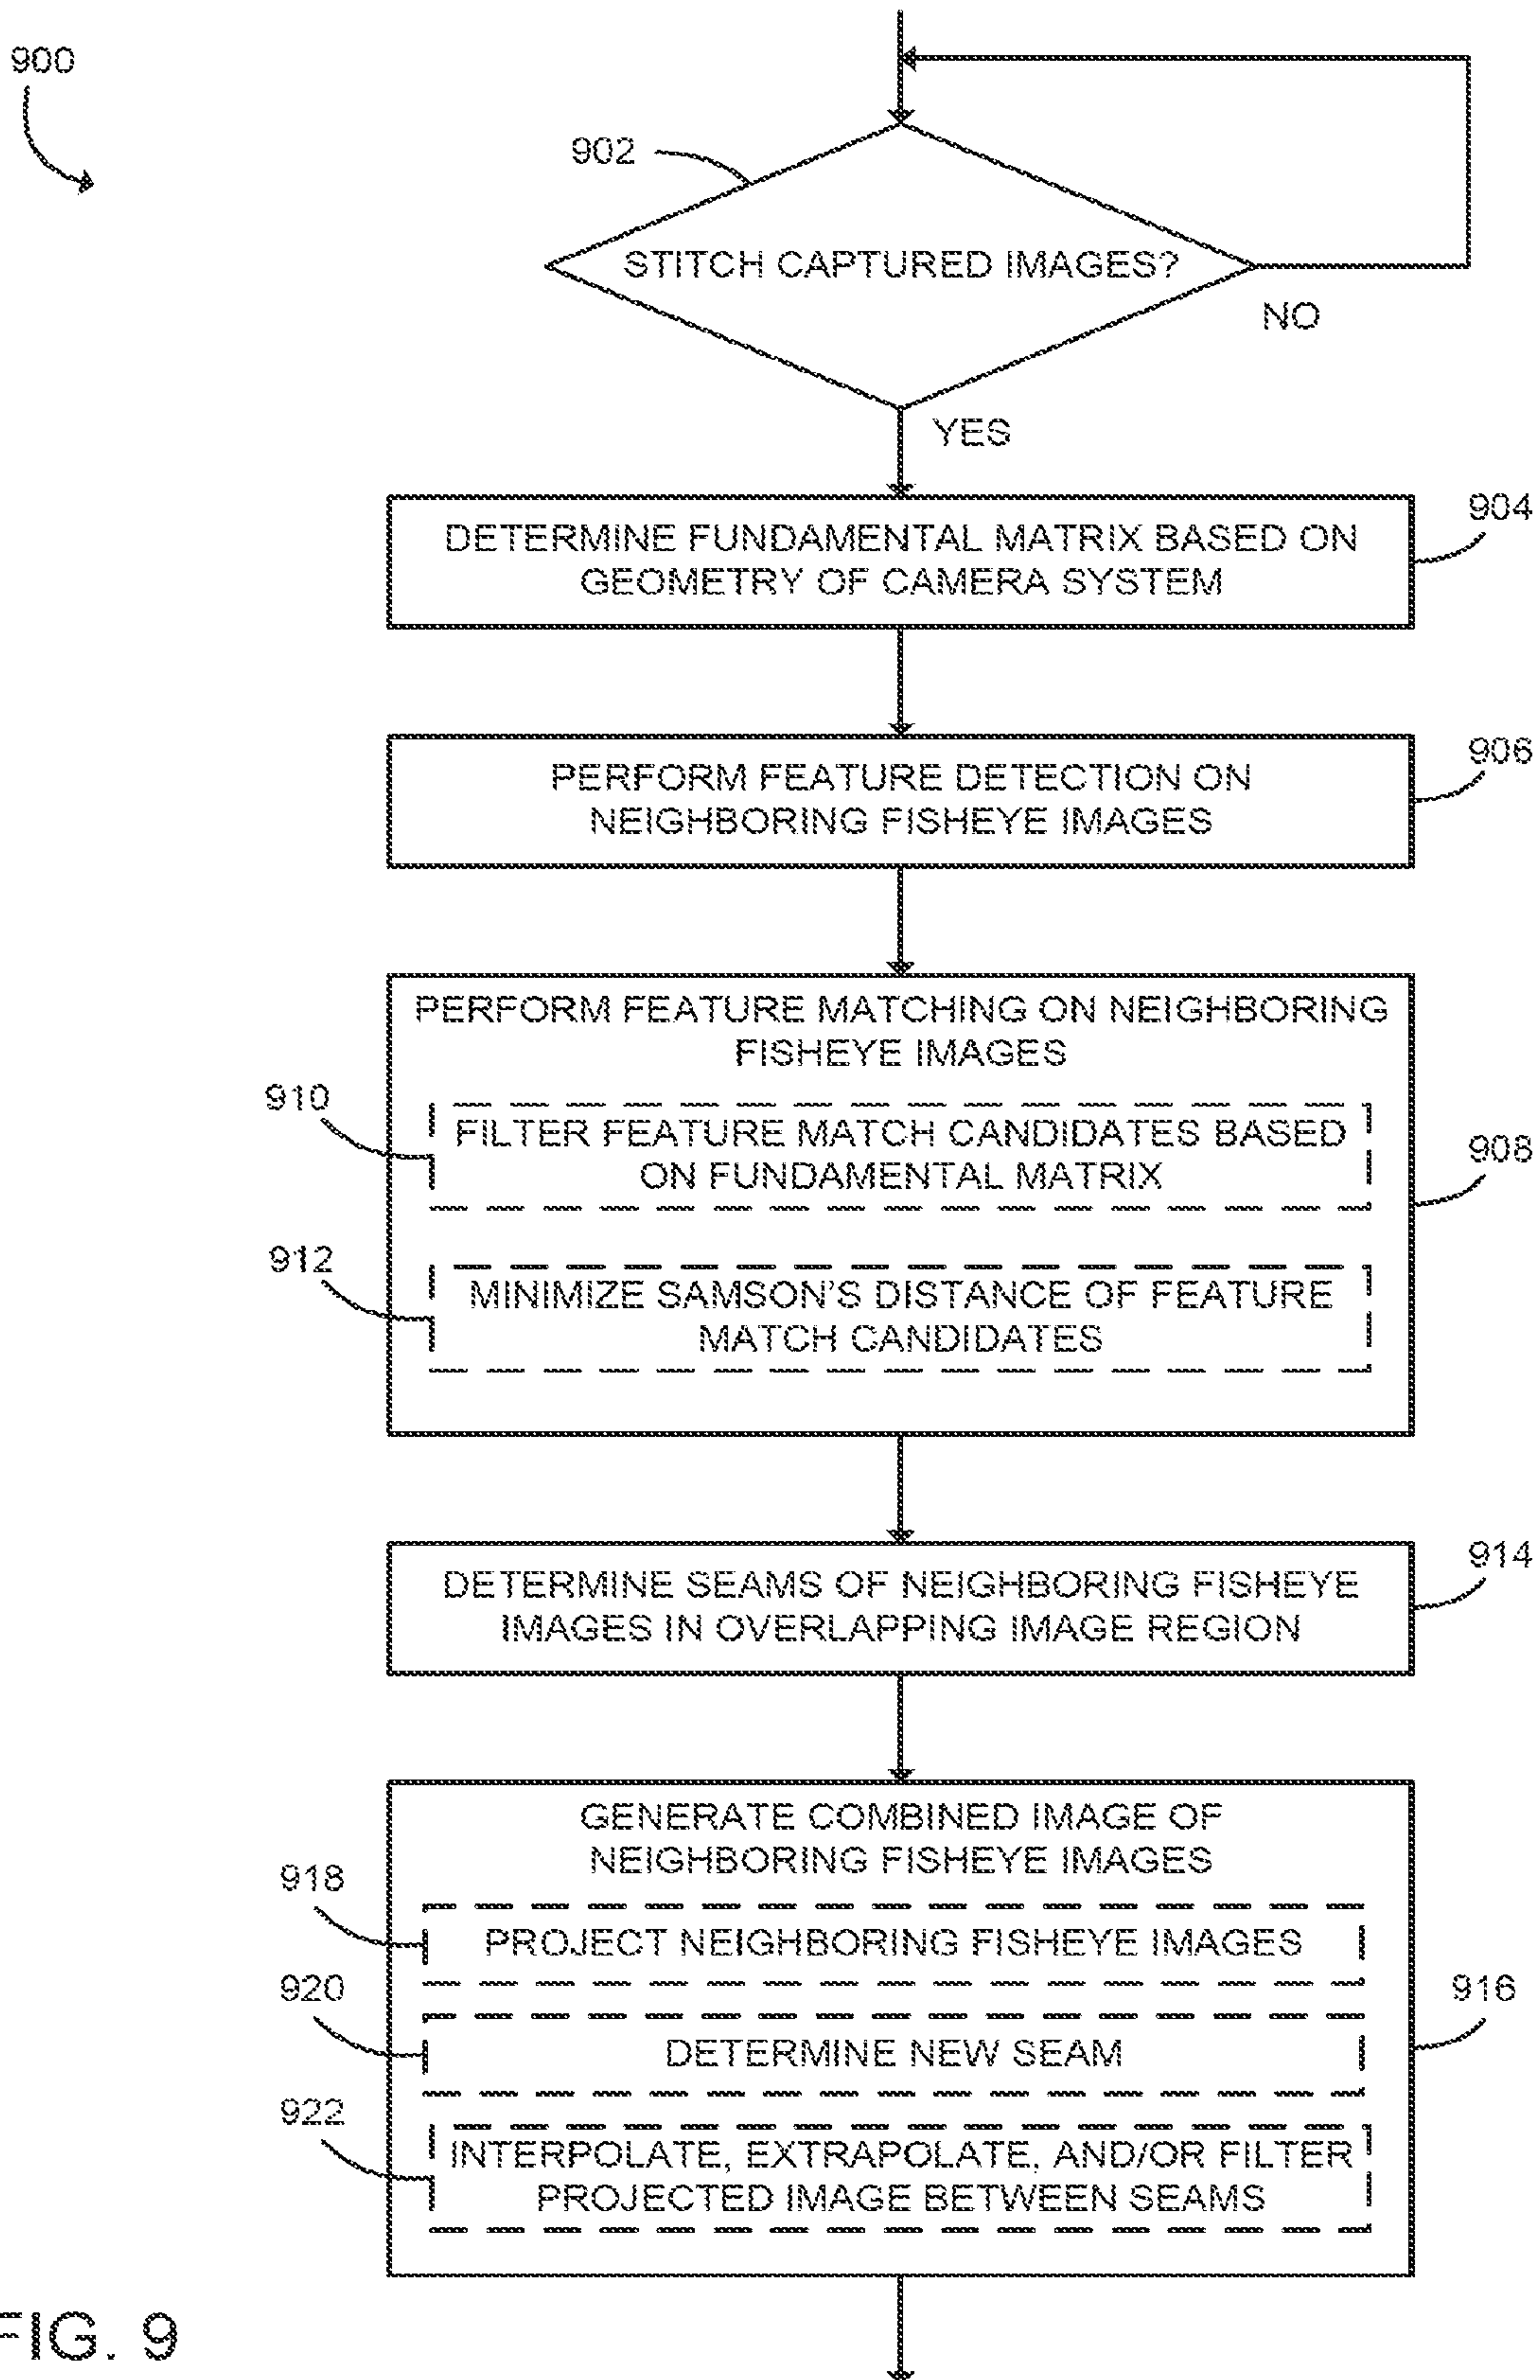 900
902
STITCH CAPTURED IMAGES?
NO
YES
904
DETERMINE FUNDAMENTAL MATRIX BASED ON
GEOMETRY OF CAMERA SYSTEM
906
PERFORM FEATURE DETECTION ON
NEIGHBORING FISHEYE IMAGES
PERFORM FEATURE MATCHING ON NEIGHBORING
FISHEYE IMAGES
910
FILTER FEATURE MATCH CANDIDATES BASED
ON FUNDAMENTAL MATRIX
908
912
MINIMIZE SAMSON'S DISTANCE OF FEATURE
MATCH CANDIDATES
914
DETERMINE SEAMS OF NEIGHBORING FISHEYE
IMAGES IN OVERLAPPING IMAGE REGION
GENERATE COMBINED IMAGE OF
NEIGHBORING FISHEYE IMAGES
918
PROJECT NEIGHBORING FISHEYE IMAGES
920
916
DETERMINE NEW SEAM
922
INTERPOLATE, EXTRAPOLATE, AND/OR FILTER
PROJECTED IMAGE BETWEEN SEAMS
FIG. 9